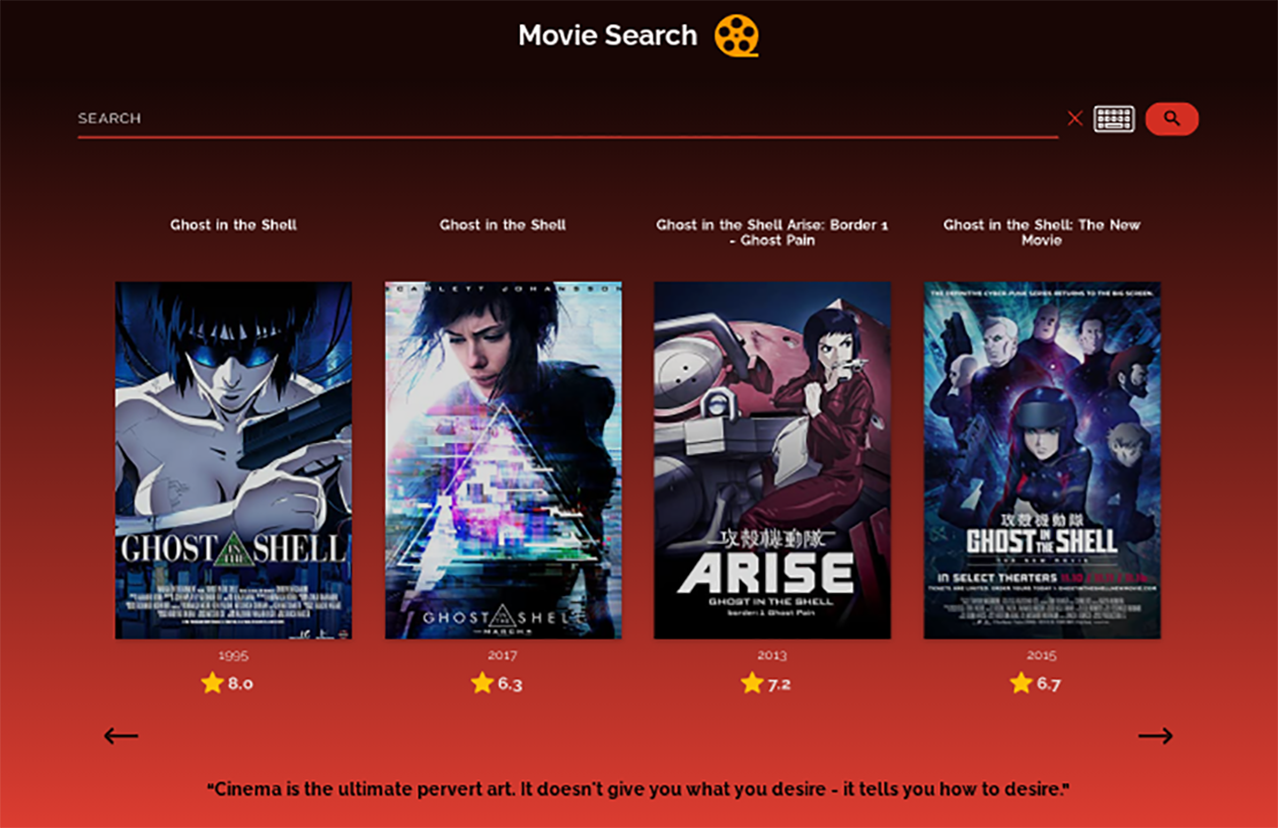 Movie Search
SEARCH
Ghost in the Shell
Ghost in the Shell
Ghost in the Shell Arise: Border 1
- Ghost Pain
Ghost in the Shell: The New
Movie
GHOST IN THE SHELL
SCARLETT JOHANSSON
GHOST IN THE SHELL
MARCH
攻殻機動隊
ARISE
GHOST IN THE SHELL
border:1 Ghost Pain
THE DEFINITIVE CYBER-PUNK SERIES RETURNS TO THE BIG SCREEN.
攻殻機動隊
GHOST IN THE SHELL
THE NEW MOVIE
IN SELECT THEATERS
1995
2017
2013
2015
8.0
6.3
7.2
6.7
“Cinema is the ultimate pervert art. It doesn't give you what you desire - it tells you how to desire.”